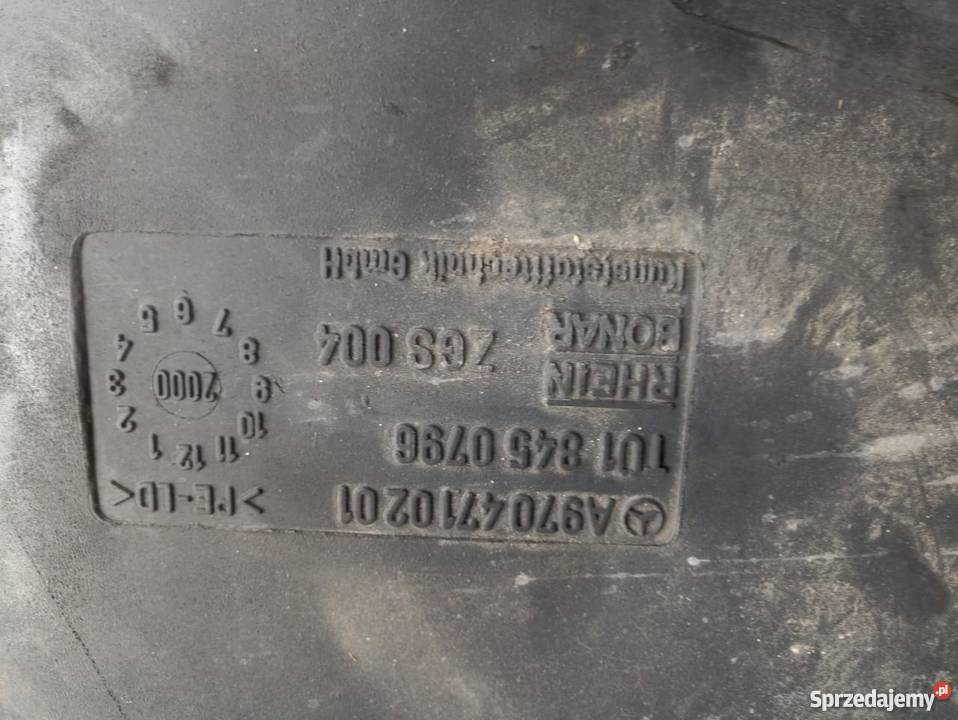 A9704710201 >PE-LD<
TÜ1 845 0796
RHEIN
BONAR
ZGS 004
Kunststofftechnik GmbH
2000
1 2 3 4 5 6 7 8 9 10 11 12
Sprzedajemy.pl